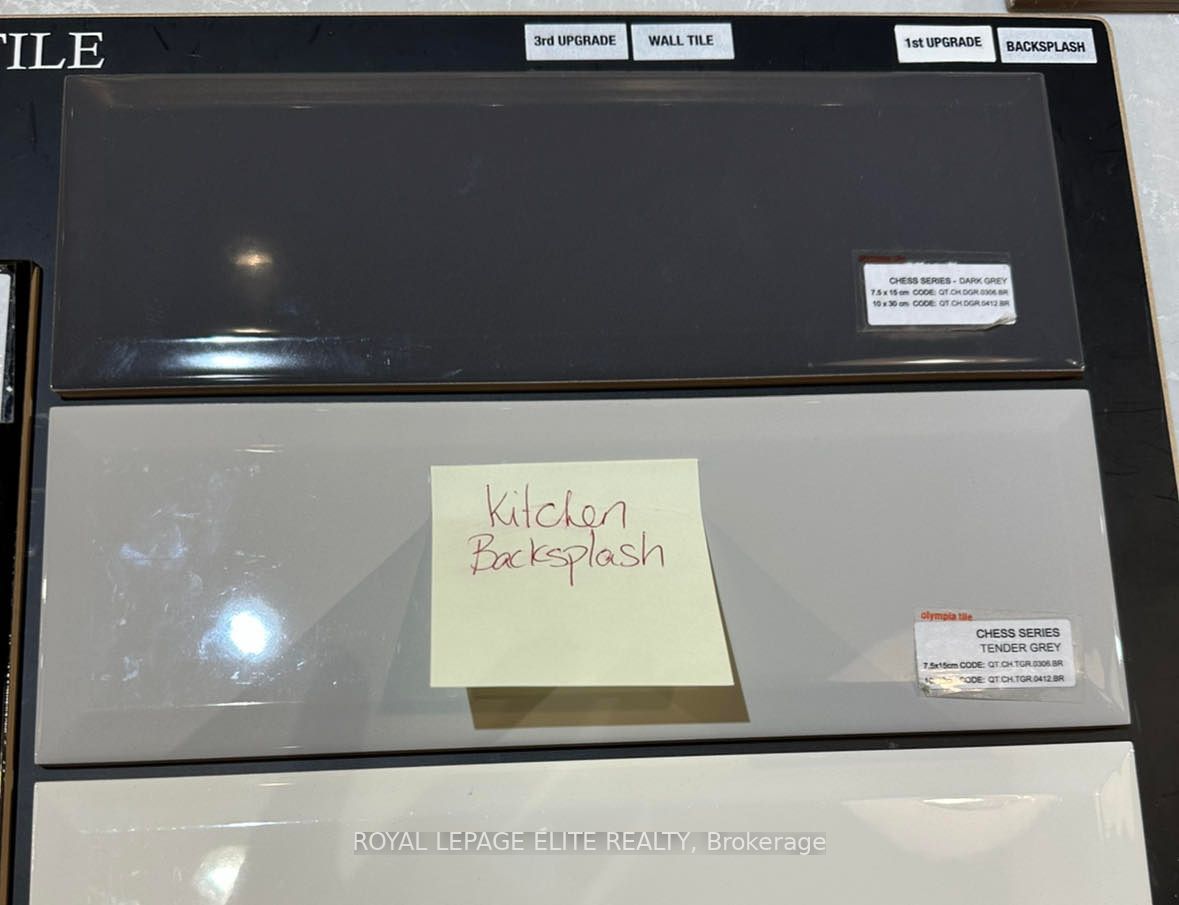 TILE
3rd UPGRADE
WALL TILE
1st UPGRADE
BACKSPLASH
CHESS SERIES - DARK GREY
7.5 x 15 cm CODE: QT.CH.DGR.0306.BR
10 x 30 cm CODE: QT.CH.DGR.0412.BR
Kitchen
Backsplash
olympia tile
CHESS SERIES
TENDER GREY
7.5x15cm CODE: QT.CH.TGR.0306.BR
CODE: QT.CH.TGR.0412.BR
ROYAL LEPAGE ÉLITE REALTY, Brokerage